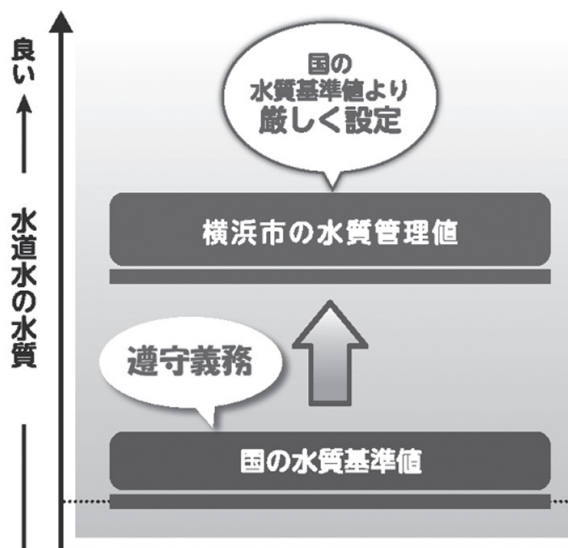 良い
水道水の水質
国の
水質基準値より
厳しく設定
横浜市の水質管理値
遵守義務
国の水質基準値